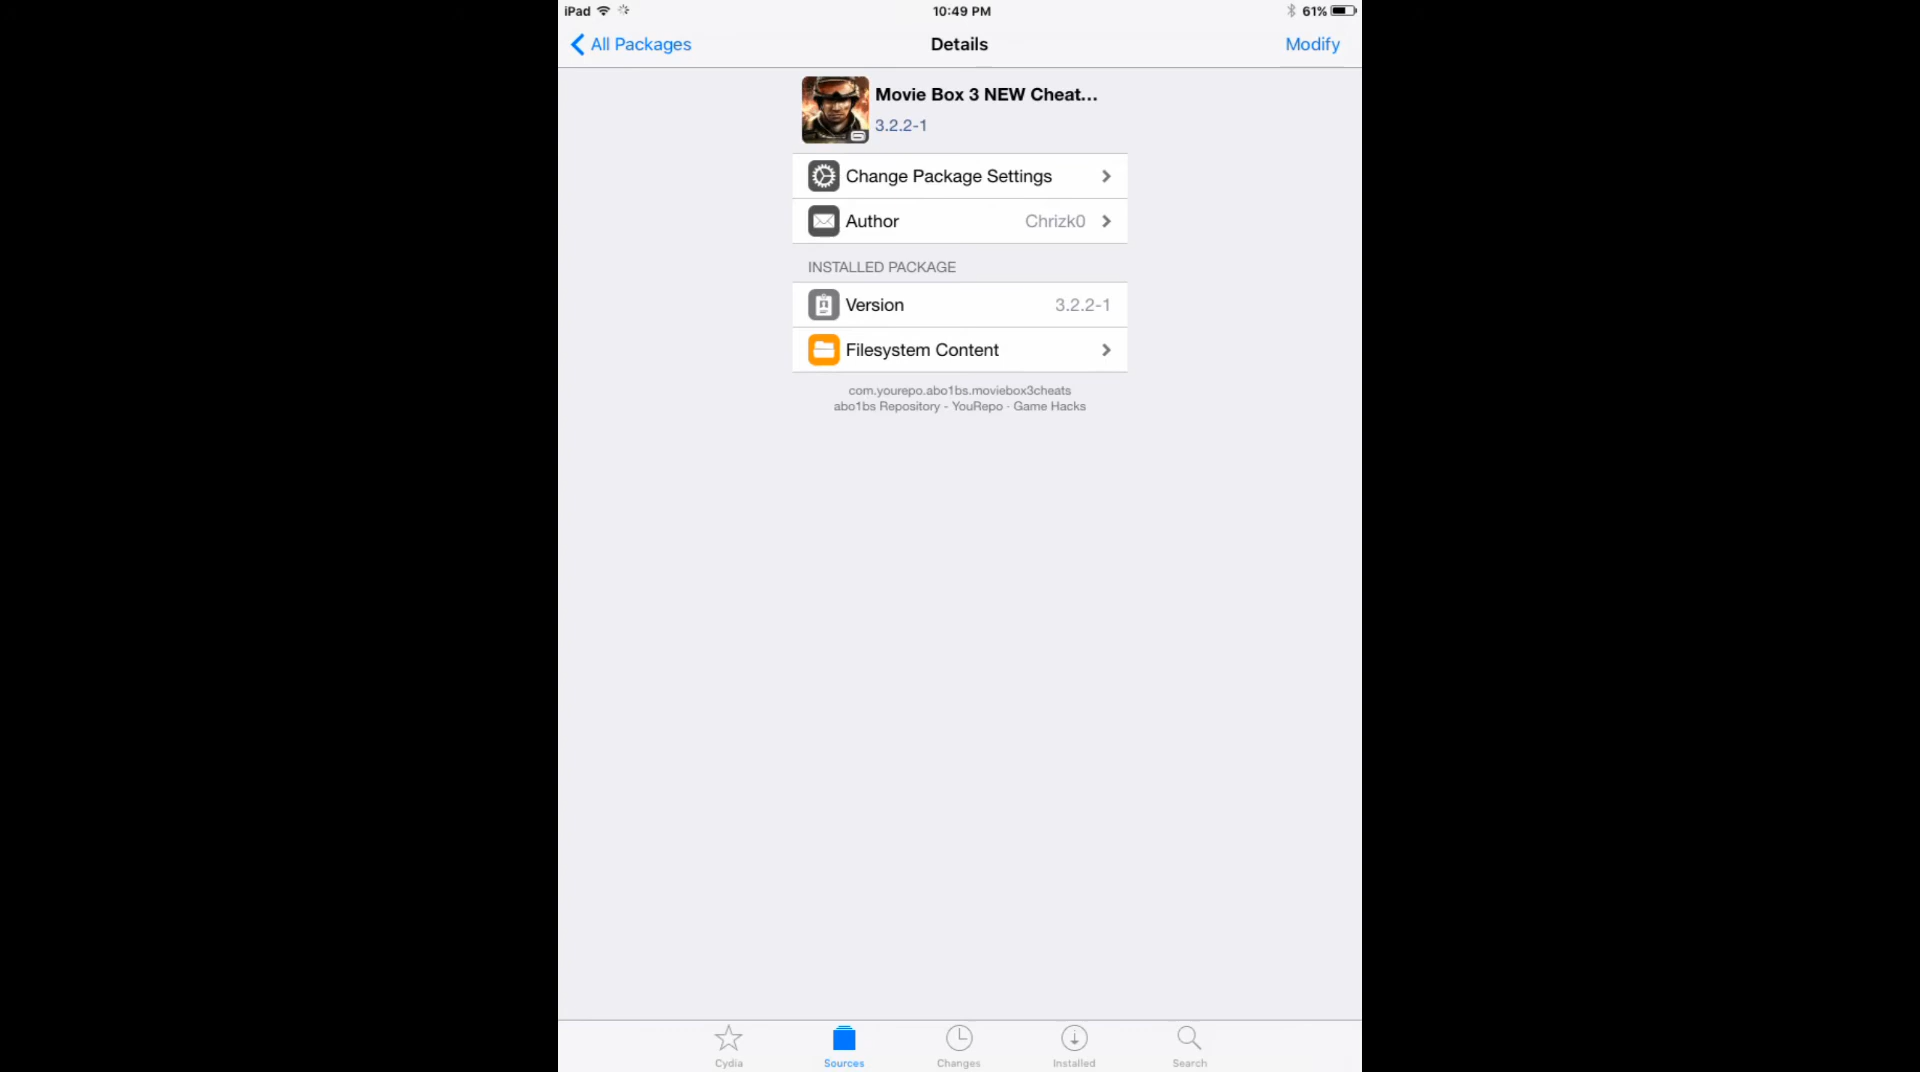 iPad 10:49 PM 61%
All Packages Details Modify
Movie Box 3 NEW Cheat...
3.2.2-1
Change Package Settings
Author Chrizk0
INSTALLED PACKAGE
Version 3.2.2-1
Filesystem Content
com.yourepo.abo1bs.moviebox3cheats
abo1bs Repository - YouRepo · Game Hacks
Cydia Sources Changes Installed Search